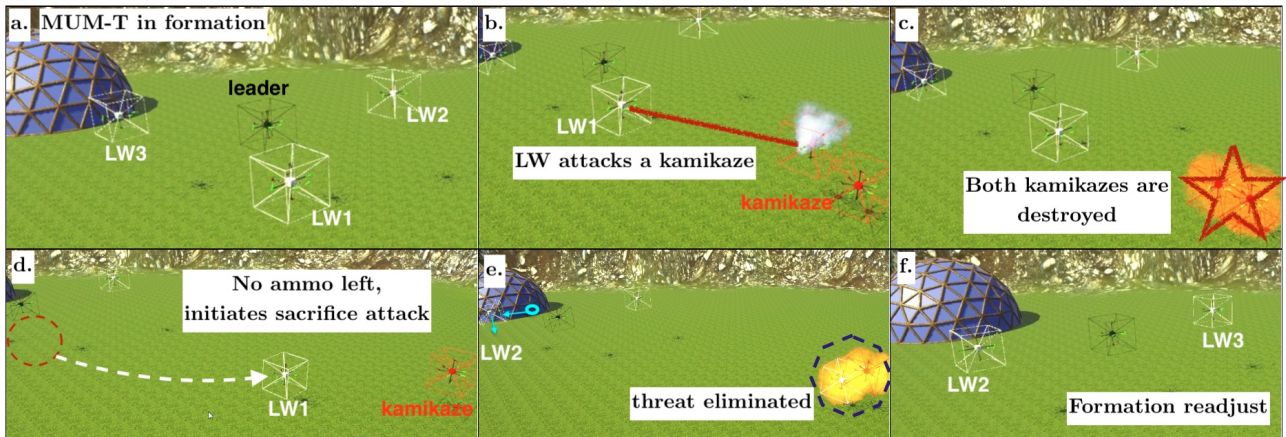 a. MUM-T in formation
leader
LW2
LW3
LW1
b.
LW1
LW attacks a kamikaze
kamikaze
c.
Both kamikazes are
destroyed
d.
No ammo left,
initiates sacrifice attack
LW1
kamikaze
e.
LW2
threat eliminated
f.
LW3
LW2
Formation readjust